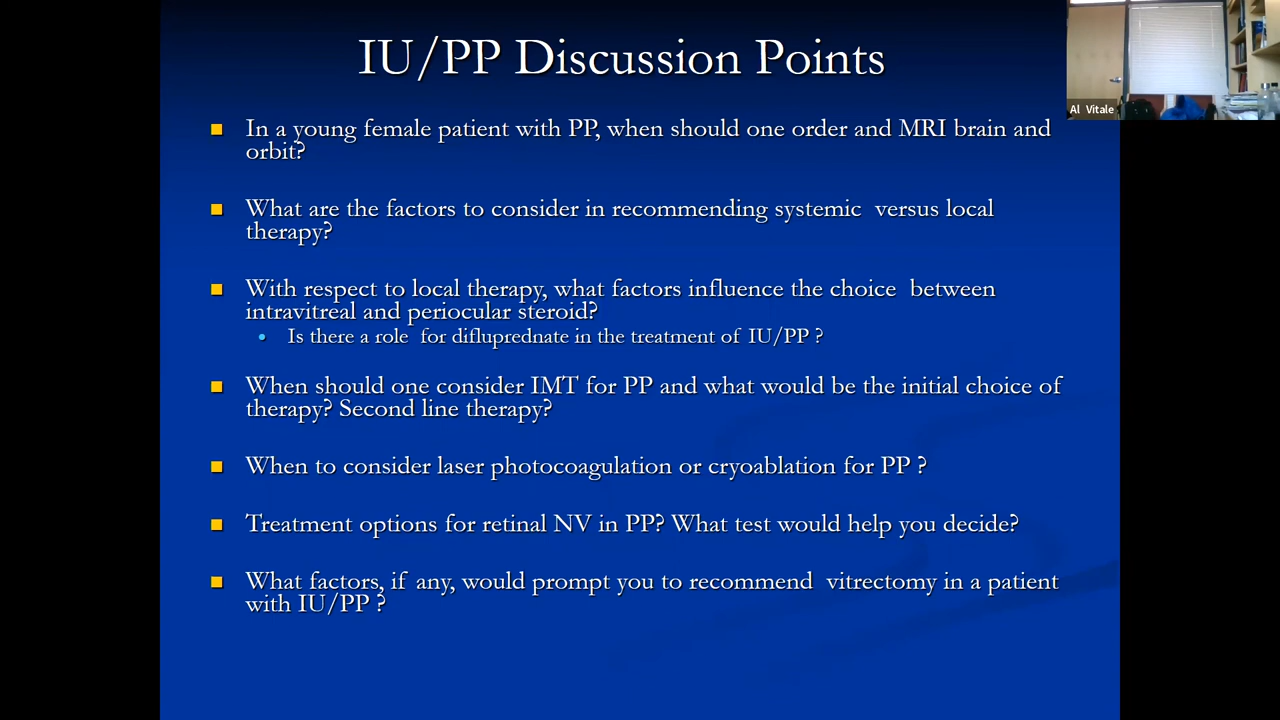 IU/PP Discussion Points
In a young female patient with PP, when should one order and MRI brain and
orbit?
What are the factors to consider in recommending systemic versus local
therapy?
With respect to local therapy, what factors influence the choice between
intravitreal and periocular steroid?
Is there a role for difluprednate in the treatment of IU/PP ?
When should one consider IMT for PP and what would be the initial choice of
therapy? Second line therapy?
When to consider laser photocoagulation or cryoablation for PP ?
Treatment options for retinal NV in PP? What test would help you decide?
What factors, if any, would prompt you to recommend vitrectomy in a patient
with IU/PP ?
Al Vitale